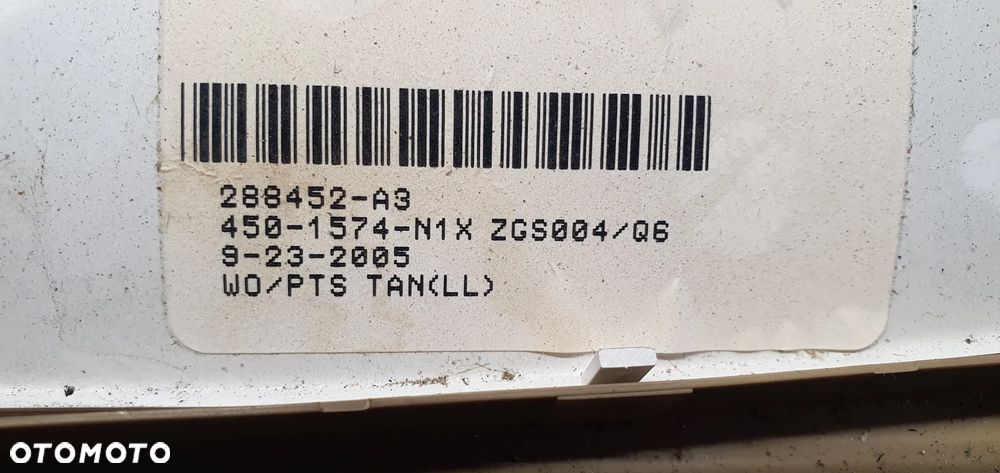 288452-A3
450-1574-N1X ZGS004/Q6
9-23-2005
WO/PTS TAN(LL)
OTOMOTO